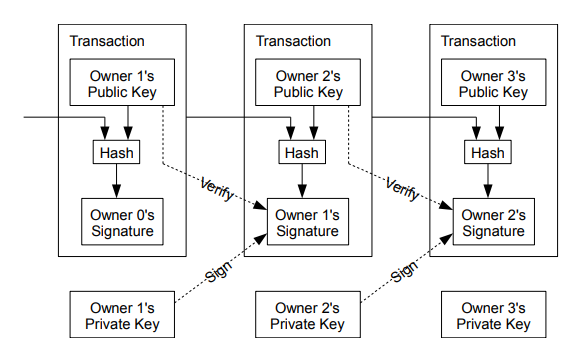 Transaction
Transaction
Transaction
Owner 1's
Public Key
Owner 2's
Public Key
Owner 3's
Public Key
Hash
Hash
Hash
Verify
Verify
Owner 0's
Signature
Owner 1's
Signature
Owner 2's
Signature
Sign
Sign
Owner 1's
Private Key
Owner 2's
Private Key
Owner 3's
Private Key